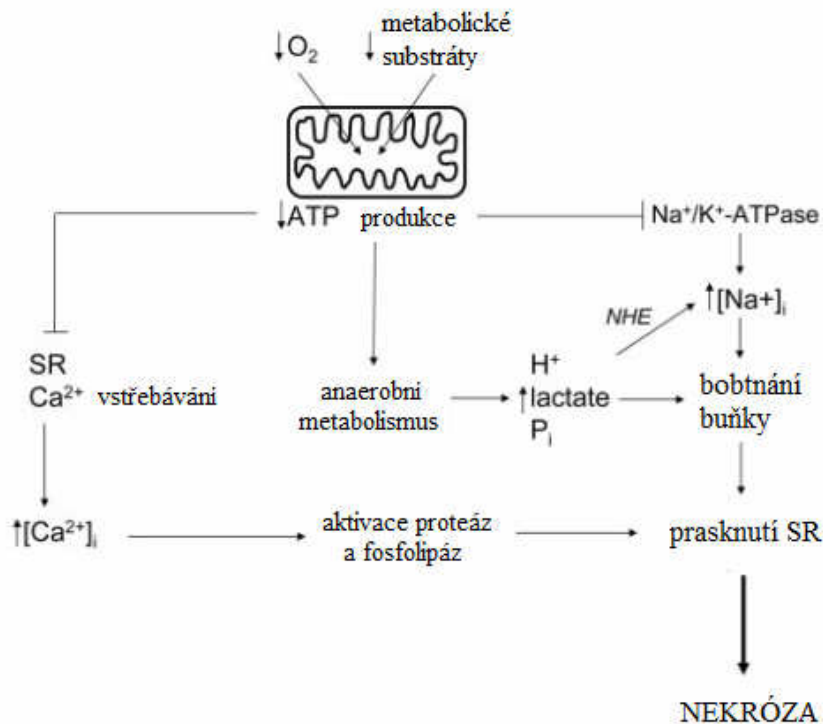 ↓O₂
↓ metabolické
substráty
↓ATP produkce
Na⁺/K⁺-ATPase
↑[Na+]ᵢ
NHE
SR
Ca²⁺ vstřebávání
anaerobni
metabolismus
H⁺
↑lactate
Pᵢ
bobtnání
buňky
↑[Ca²⁺]ᵢ
aktivace proteáz
a fosfolipáz
prasknutí SR
NEKRÓZA